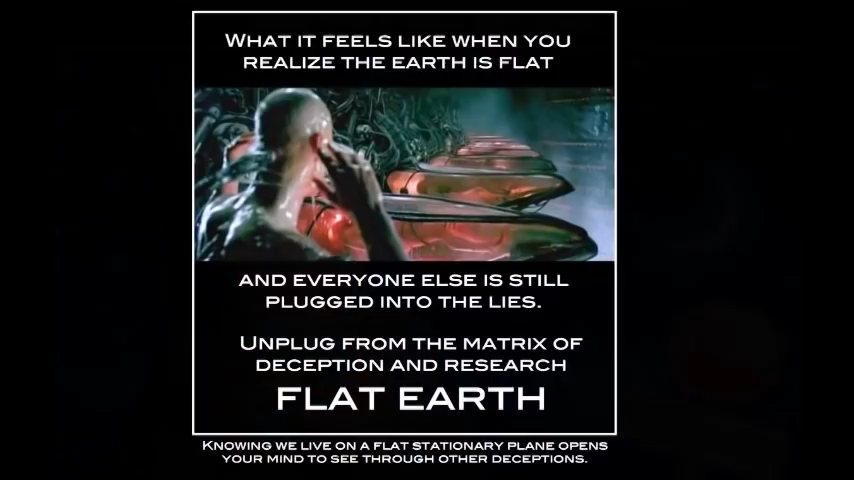 WHAT IT FEELS LIKE WHEN YOU
REALIZE THE EARTH IS FLAT
AND EVERYONE ELSE IS STILL
PLUGGED INTO THE LIES.
UNPLUG FROM THE MATRIX OF
DECEPTION AND RESEARCH
FLAT EARTH
KNOWING WE LIVE ON A FLAT STATIONARY PLANE OPENS
YOUR MIND TO SEE THROUGH OTHER DECEPTIONS.